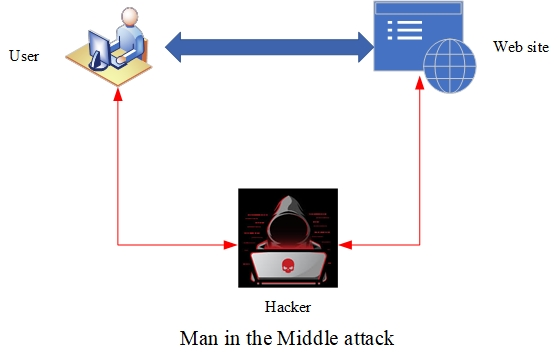 User
Web site
Hacker
Man in the Middle attack